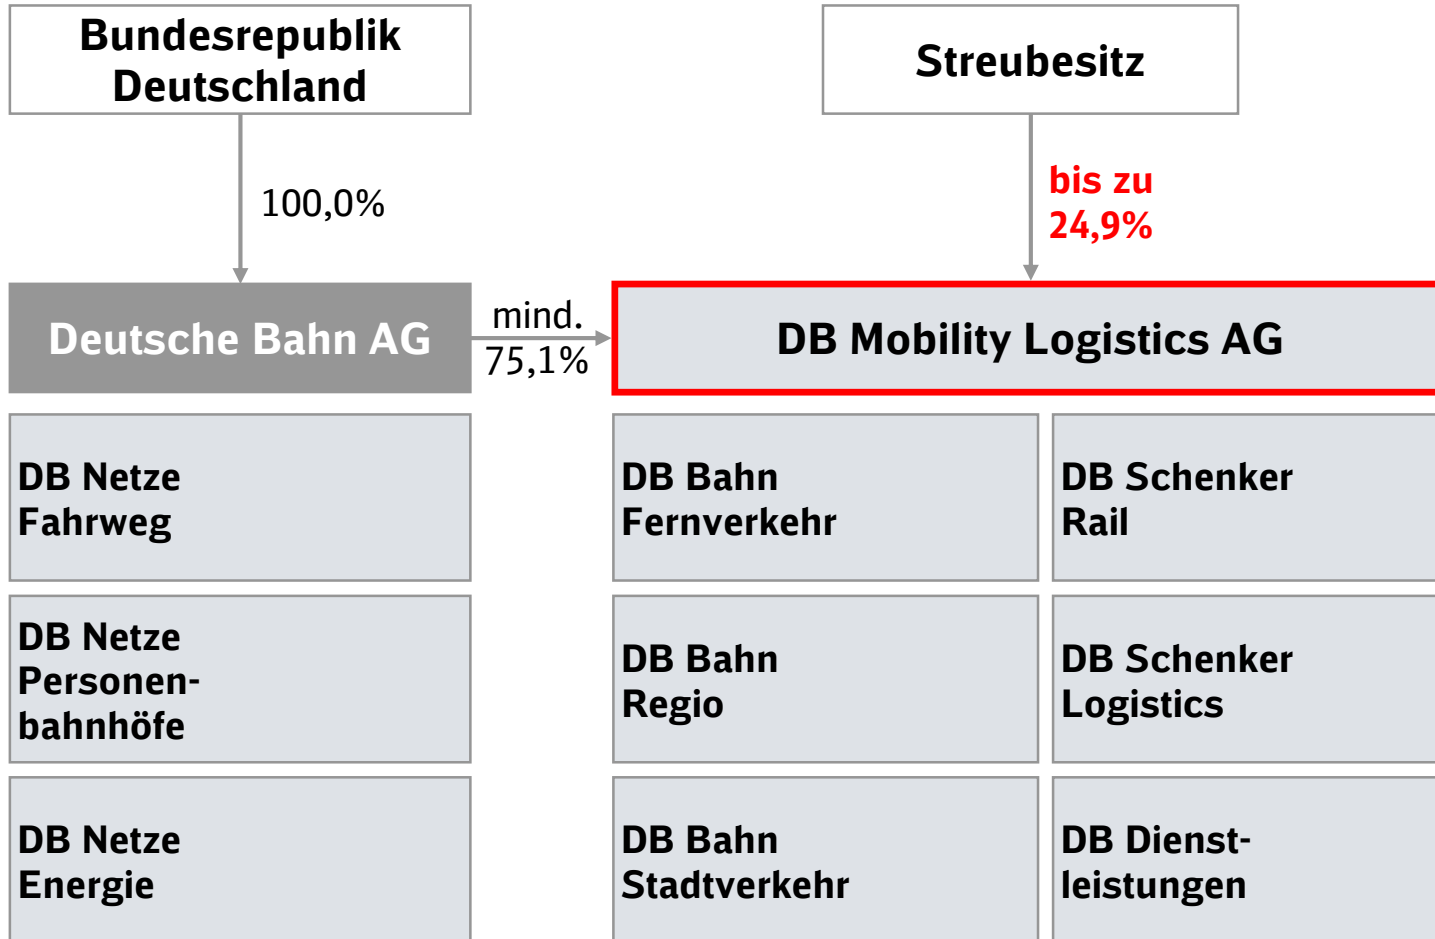 Bundesrepublik
Deutschland
Streubesitz
100,0%
bis zu
24,9%
Deutsche Bahn AG
mind.
75,1%
DB Mobility Logistics AG
DB Netze
Fahrweg
DB Bahn
Fernverkehr
DB Schenker
Rail
DB Netze
Personen-
bahnhöfe
DB Bahn
Regio
DB Schenker
Logistics
DB Netze
Energie
DB Bahn
Stadtverkehr
DB Dienst-
leistungen